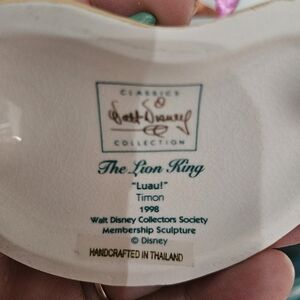 CLASSICS
Walt Disney
COLLECTION
The Lion King
"Luau!"
Timon
1998
Walt Disney Collectors Society
Membership Sculpture
© Disney
HANDCRAFTED IN THAILAND